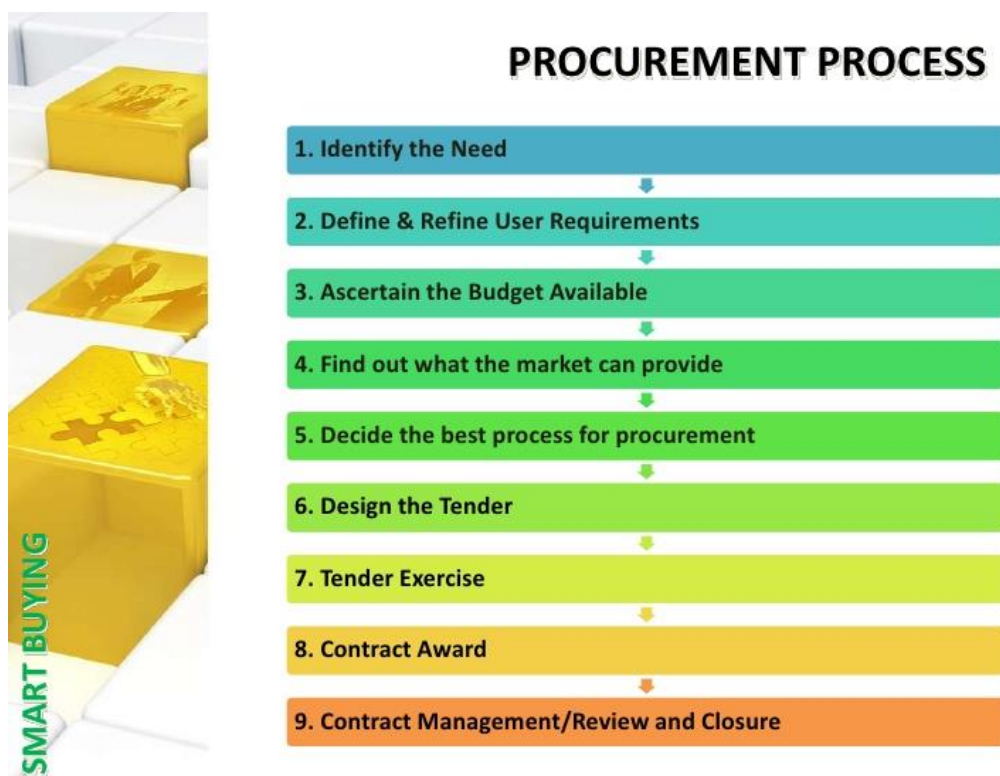 PROCUREMENT PROCESS
1. Identify the Need
2. Define & Refine User Requirements
3. Ascertain the Budget Available
4. Find out what the market can provide
5. Decide the best process for procurement
6. Design the Tender
7. Tender Exercise
8. Contract Award
9. Contract Management/Review and Closure
SMART BUYING